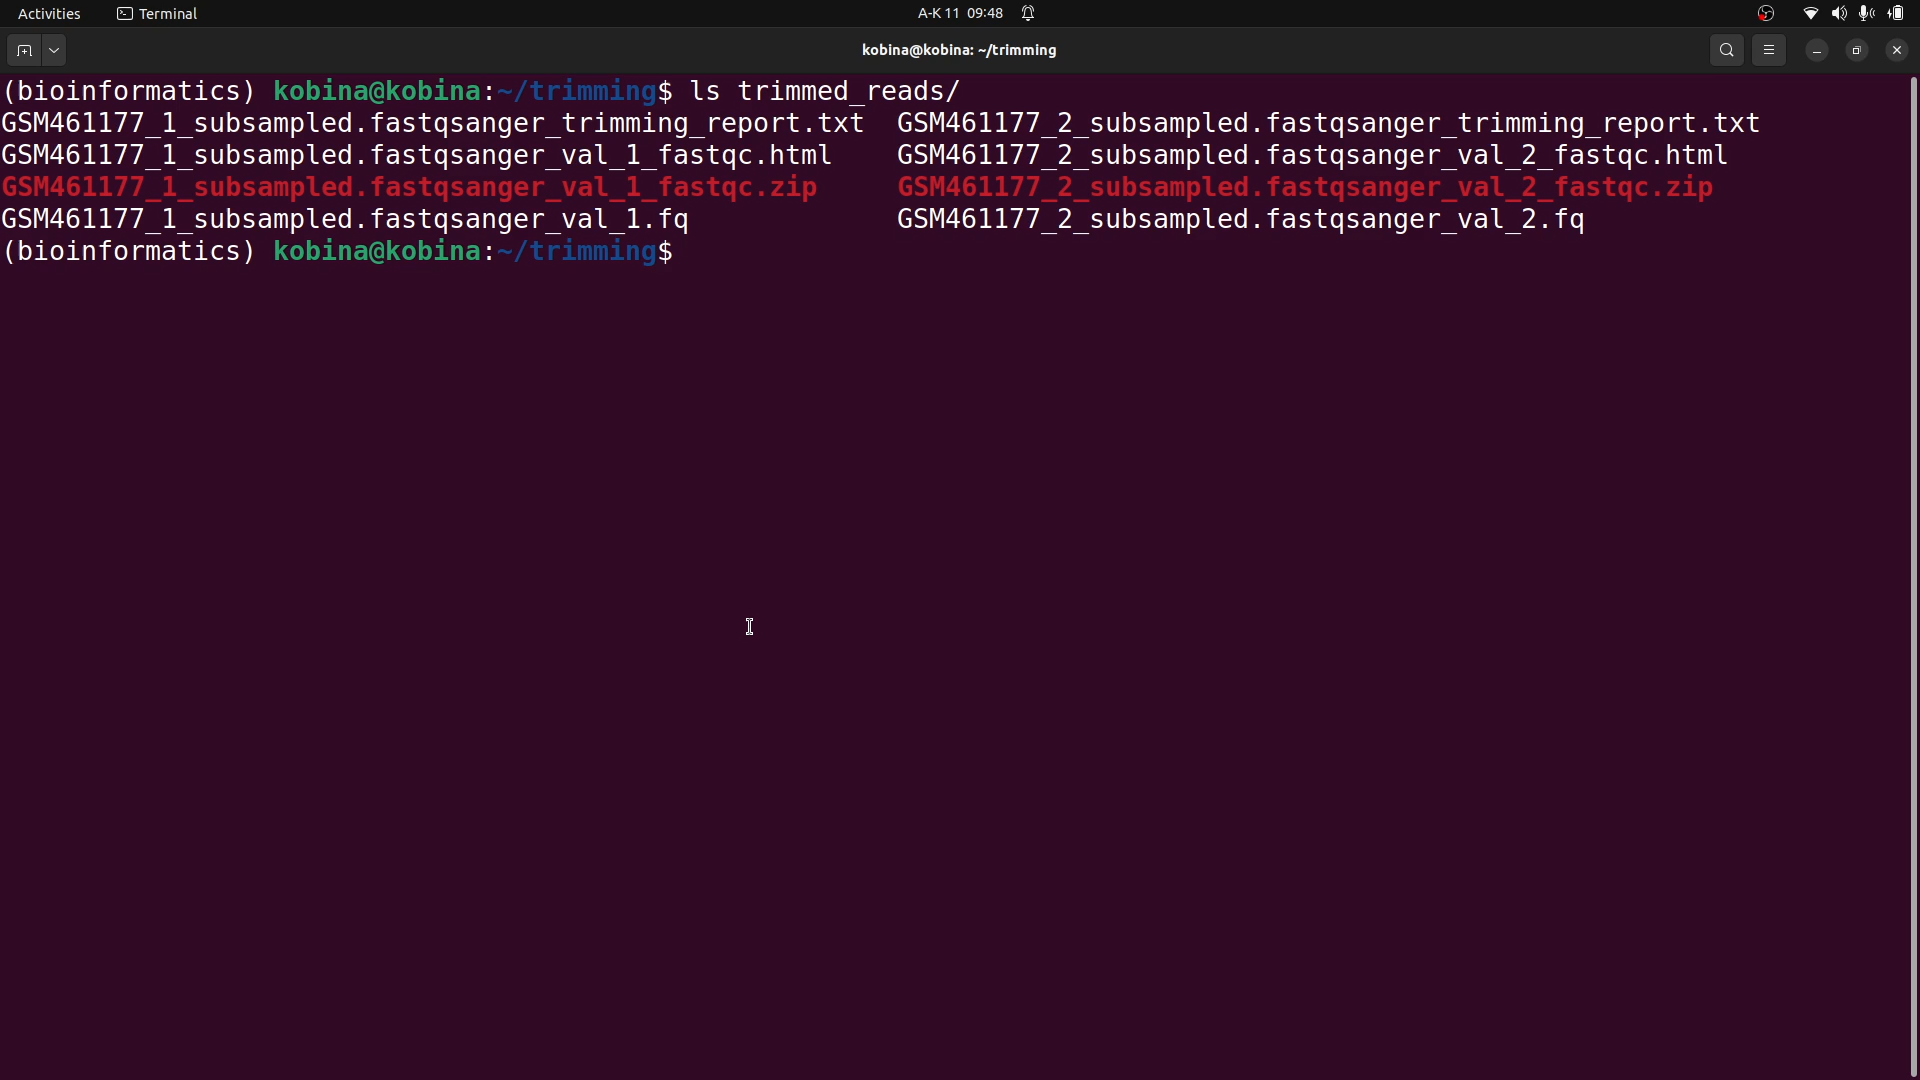 Activities Terminal A-K 11 09:48
kobina@kobina: ~/trimming
(bioinformatics) kobina@kobina:~/trimming$ ls trimmed_reads/
GSM461177_1_subsampled.fastqsanger_trimming_report.txt GSM461177_2_subsampled.fastqsanger_trimming_report.txt
GSM461177_1_subsampled.fastqsanger_val_1_fastqc.html GSM461177_2_subsampled.fastqsanger_val_2_fastqc.html
GSM461177_1_subsampled.fastqsanger_val_1_fastqc.zip GSM461177_2_subsampled.fastqsanger_val_2_fastqc.zip
GSM461177_1_subsampled.fastqsanger_val_1.fq GSM461177_2_subsampled.fastqsanger_val_2.fq
(bioinformatics) kobina@kobina:~/trimming$